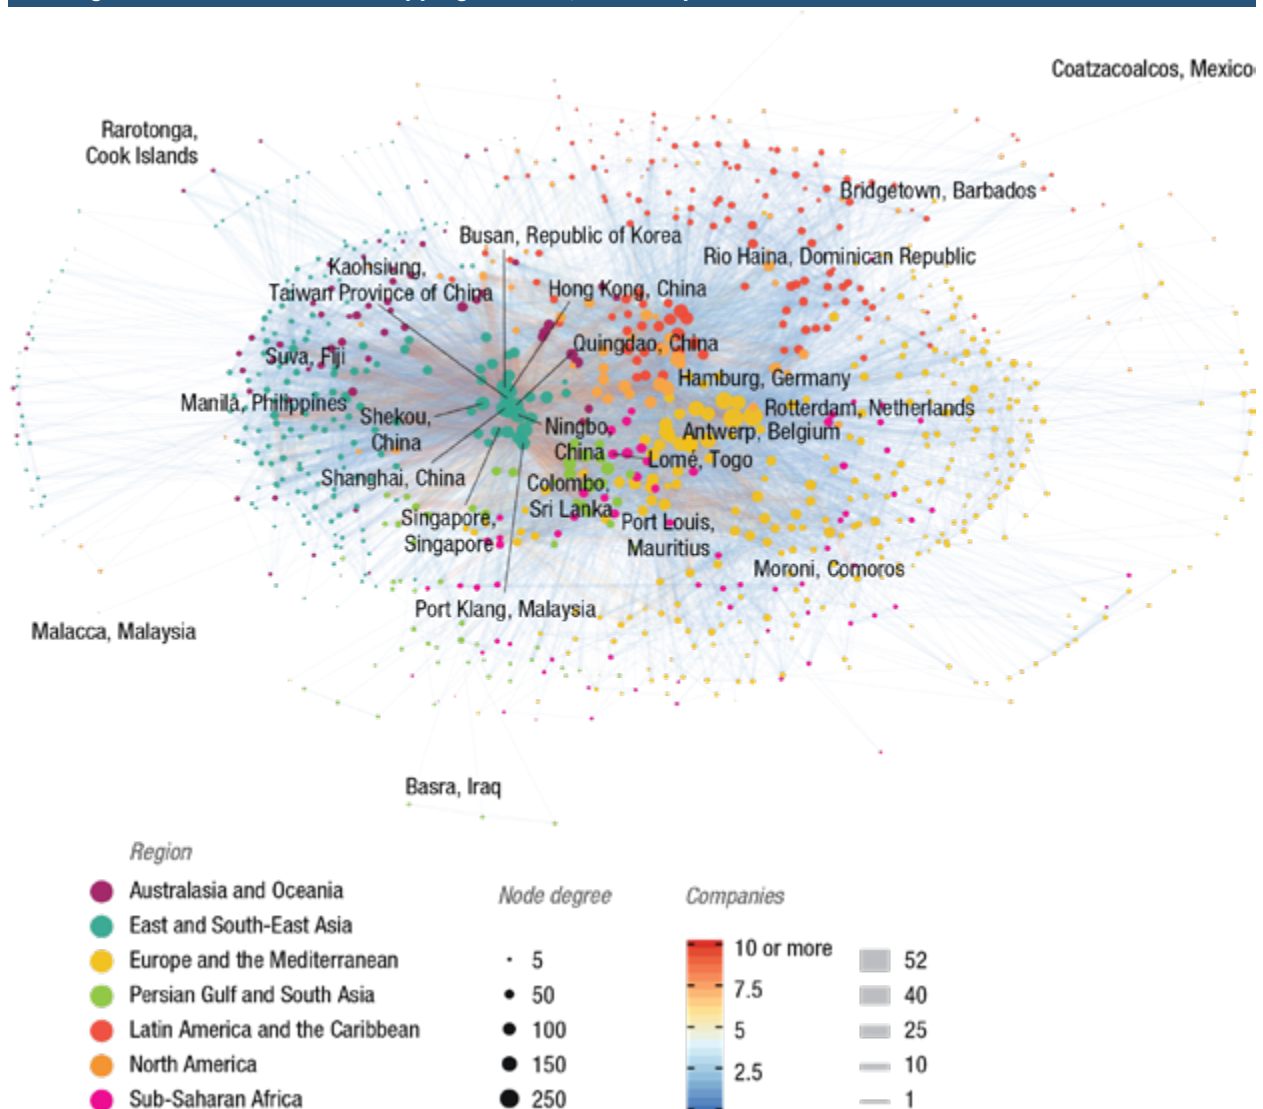 Coatzacoalcos, Mexico
Rarotonga,
Cook Islands
Bridgetown, Barbados
Busan, Republic of Korea
Rio Haina, Dominican Republic
Kaohsiung,
Taiwan Province of China
Hong Kong, China
Quingdao, China
Suva, Fiji
Hamburg, Germany
Manila, Philippines
Rotterdam, Netherlands
Shekou,
China
Ningbo,
China
Antwerp, Belgium
Lomé, Togo
Shanghai, China
Colombo,
Sri Lanka
Singapore,
Singapore
Port Louis,
Mauritius
Moroni, Comoros
Port Klang, Malaysia
Malacca, Malaysia
Basra, Iraq
Region
Australasia and Oceania
East and South-East Asia
Europe and the Mediterranean
Persian Gulf and South Asia
Latin America and the Caribbean
North America
Sub-Saharan Africa
Node degree
5
50
100
150
250
Companies
10 or more
7.5
5
2.5
52
40
25
10
1